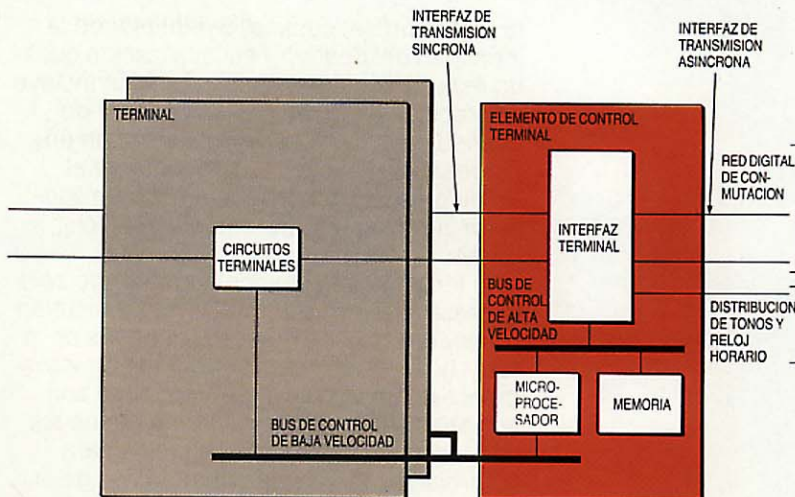 INTERFAZ DE
TRANSMISION
SINCRONA
INTERFAZ DE
TRANSMISION
ASINCRONA
TERMINAL
ELEMENTO DE CONTROL
TERMINAL
RED DIGITAL
DE CON-
MUTACION
CIRCUITOS
TERMINALES
INTERFAZ
TERMINAL
BUS DE
CONTROL
DE ALTA
VELOCIDAD
DISTRIBUCION
DE TONOS Y
RELOJ
HORARIO
MICRO-
PROCE-
SADOR
MEMORIA
BUS DE CONTROL
DE BAJA VELOCIDAD